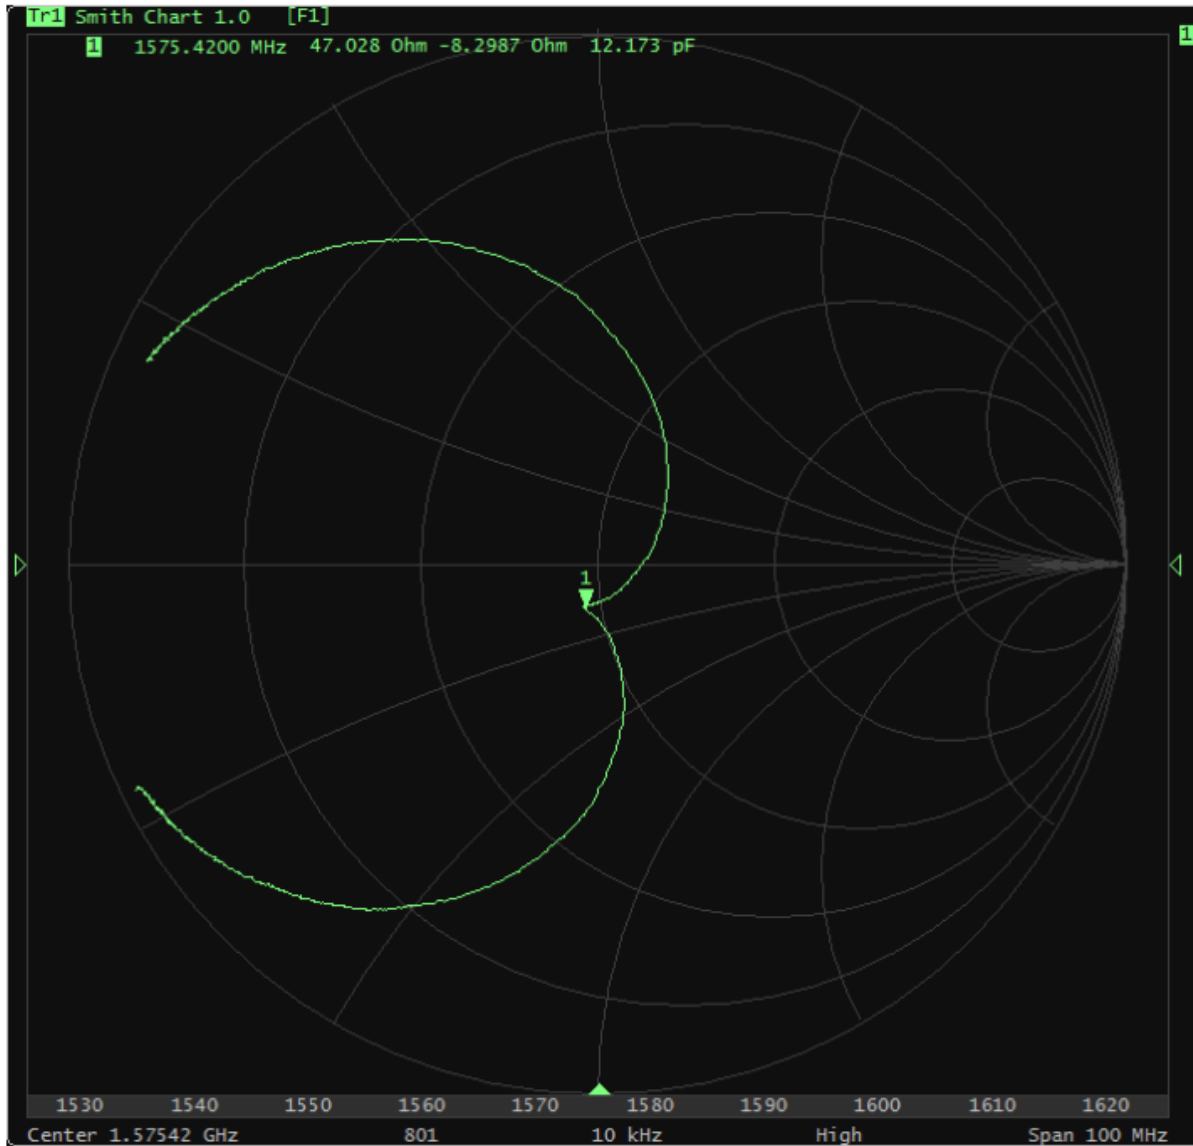 Tr1 Smith Chart 1.0 [F1]
1 1575.4200 MHz 47.028 Ohm -8.2987 Ohm 12.173 pF
1
1
1530 1540 1550 1560 1570 1580 1590 1600 1610 1620
Center 1.57542 GHz 801 10 kHz High Span 100 MHz